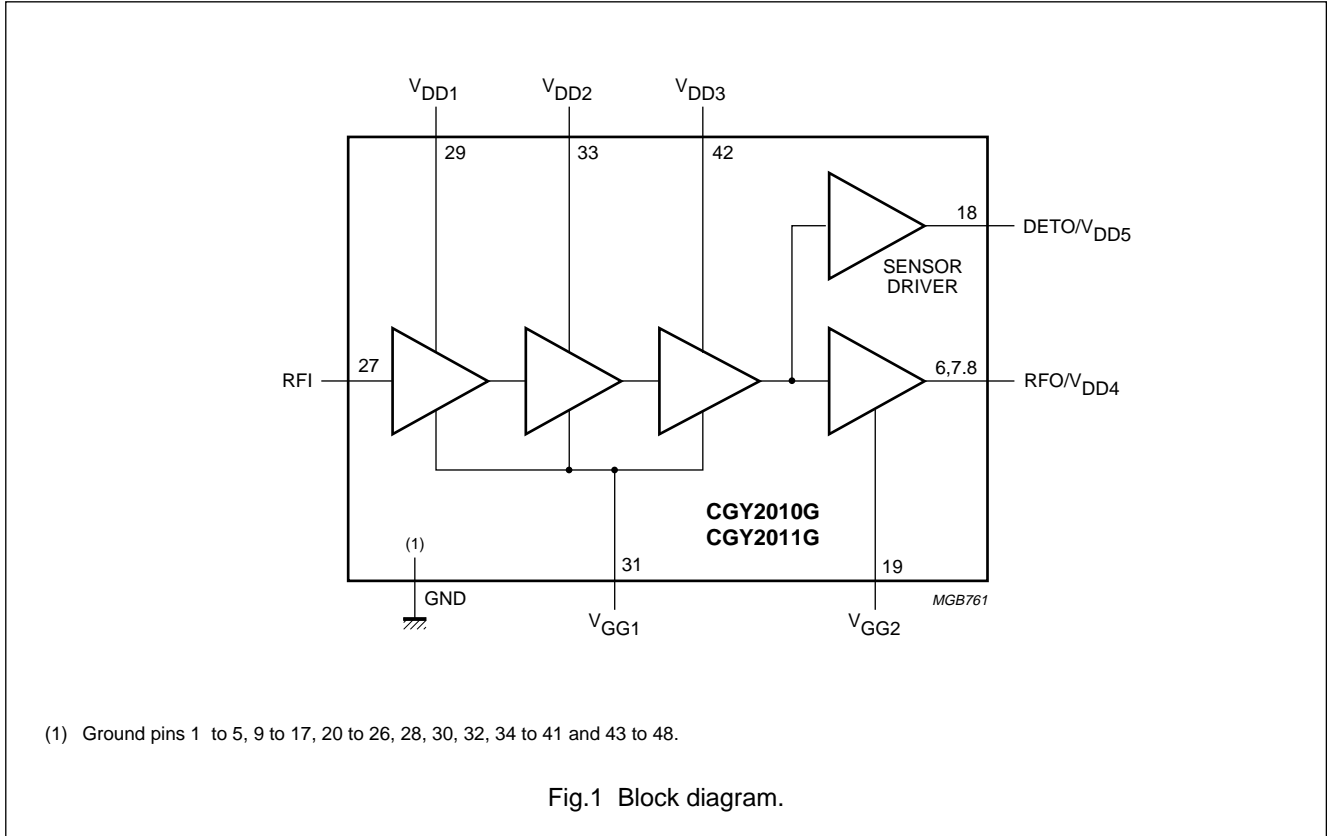 VDD1 VDD2 VDD3
29 33 42
18 DETO/VDD5
SENSOR
DRIVER
RFI 27 6,7.8 RFO/VDD4
CGY2010G
CGY2011G
(1) 31 19
GND MGB761
VGG1 VGG2
(1) Ground pins 1 to 5, 9 to 17, 20 to 26, 28, 30, 32, 34 to 41 and 43 to 48.
Fig.1 Block diagram.